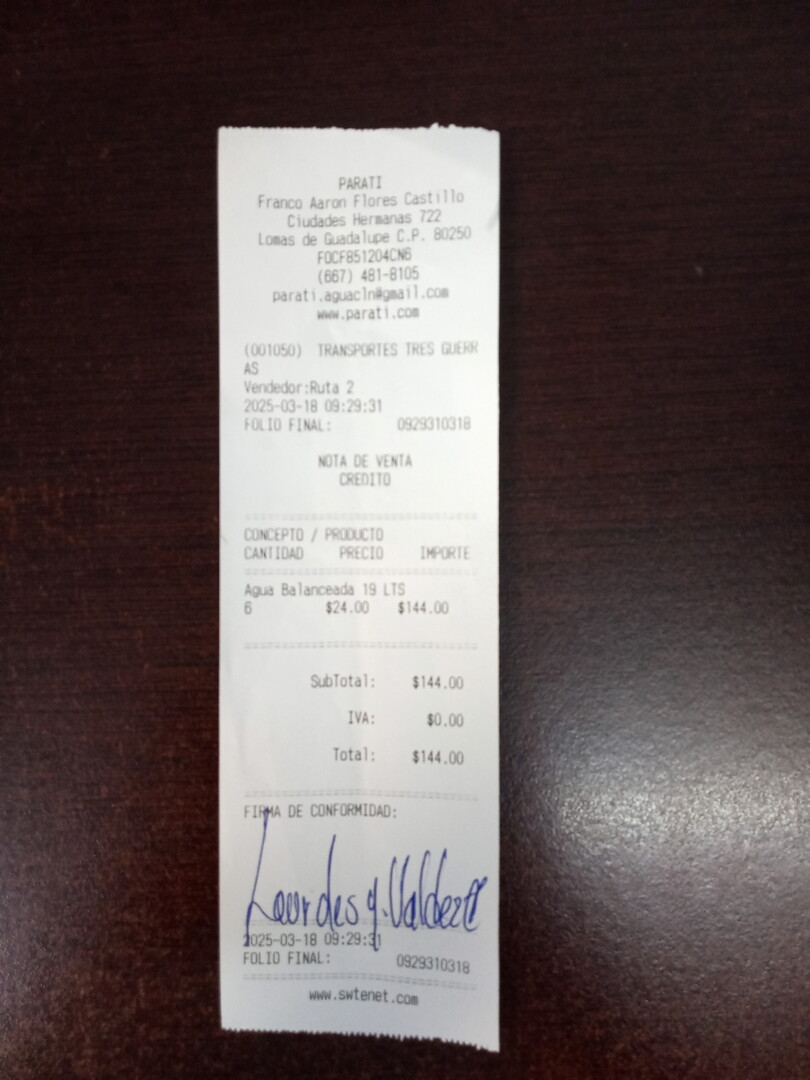 PARATI
Franco Aaron Flores Castillo
Ciudades Hermanas 722
Lomas de Guadalupe C.P. 80250
FOCF851204CN6
(667) 481-8105
parati.aguacln@gmail.com
www.parati.com
(001050) TRANSPORTES TRES GUERR
AS
Vendedor:Ruta 2
2025-03-18 09:29:31
FOLIO FINAL: 0929310318
NOTA DE VENTA
CREDITO
CONCEPTO / PRODUCTO
CANTIDAD PRECIO IMPORTE
Agua Balanceada 19 LTS
6 $24.00 $144.00
SubTotal: $144.00
IVA: $0.00
Total: $144.00
FIRMA DE CONFORMIDAD:
Lourdes y. Valdez
2025-03-18 09:29:31
FOLIO FINAL: 0929310318
www.swtenet.com